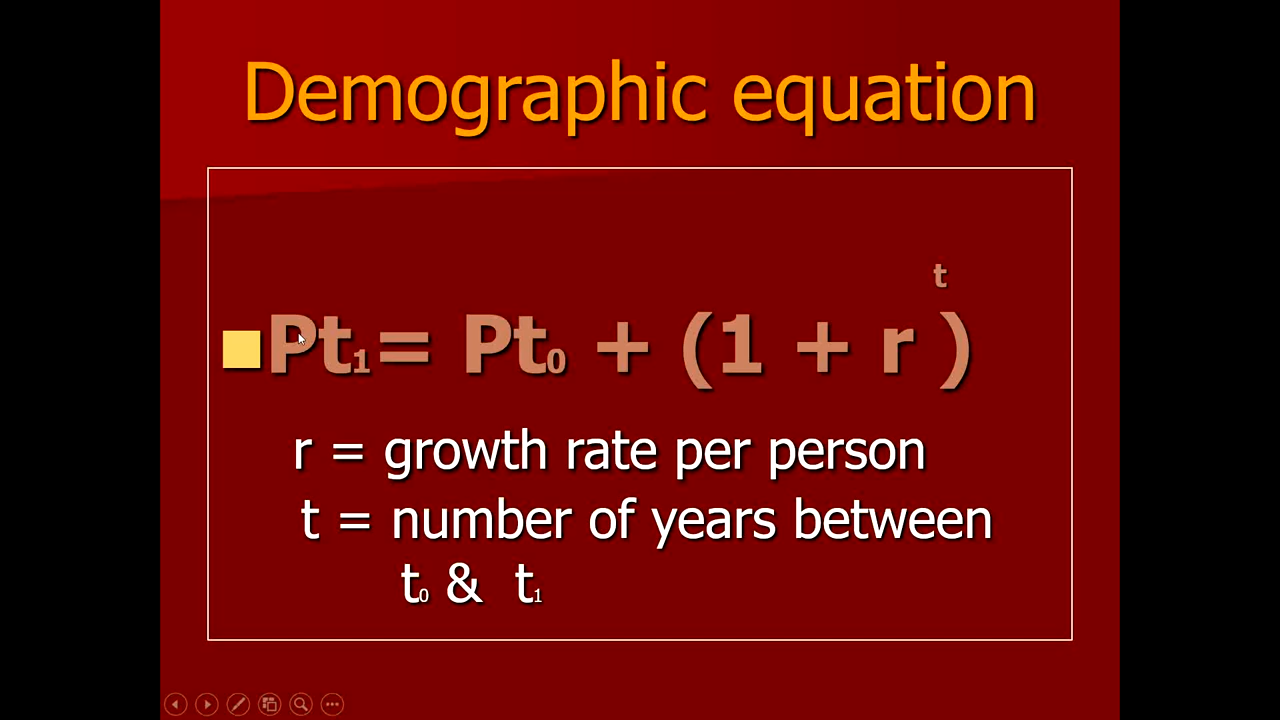 Demographic equation
Pt₁= Pt₀ + (1 + r )ᵗ
r = growth rate per person
t = number of years between
t₀ & t₁